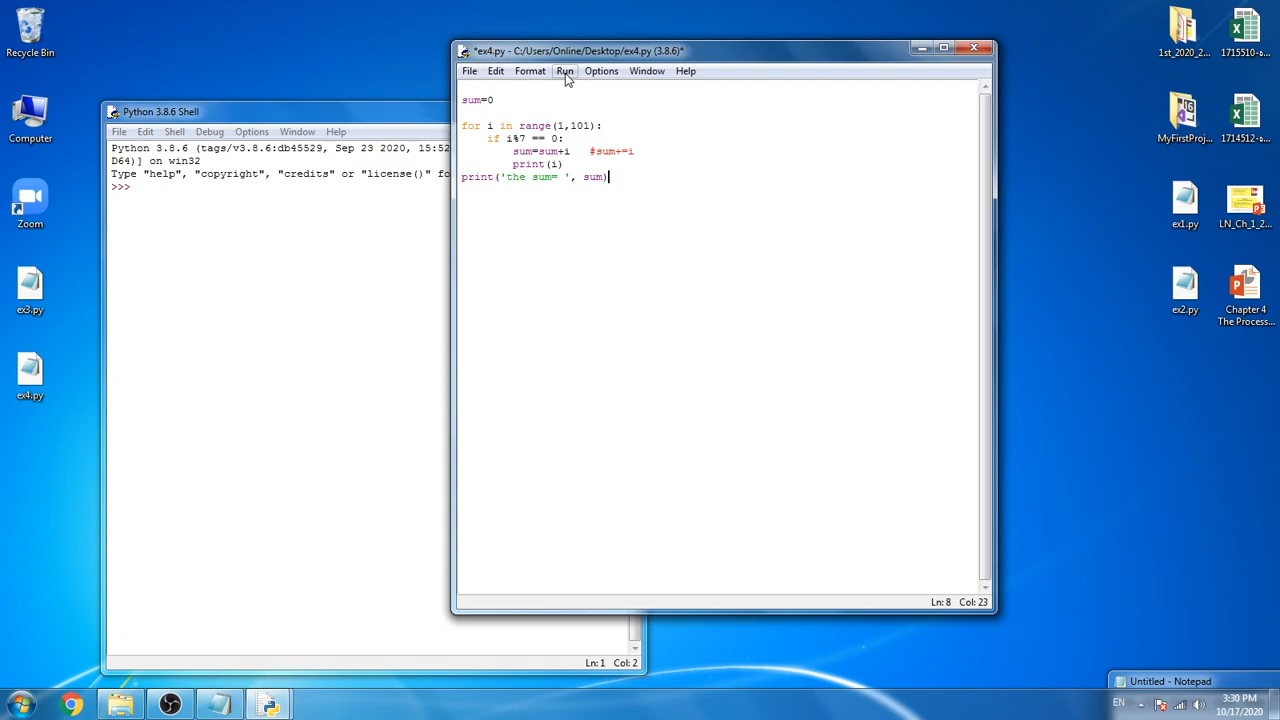 Recycle Bin
Computer
Zoom
ex3.py
ex4.py
Python 3.8.6 Shell
File Edit Shell Debug Options Window Help
Python 3.8.6 (tags/v3.8.6:db45529, Sep 23 2020, 15:52
D64)] on win32
Type "help", "copyright", "credits" or "license()" fo
>>>
Ln: 1 Col: 2
*ex4.py - C:/Users/Online/Desktop/ex4.py (3.8.6)*
File Edit Format Run Options Window Help
sum=0
for i in range(1,101):
if i%7 == 0:
sum=sum+i #sum+=i
print(i)
print('the sum= ', sum)
Ln: 8 Col: 23
1st_2020_2...
1715510-...
MyFirstProj...
1714512-...
ex1.py
LN_Ch_1_2...
ex2.py
Chapter 4
The Process...
Untitled - Notepad
EN
3:30 PM
10/17/2020